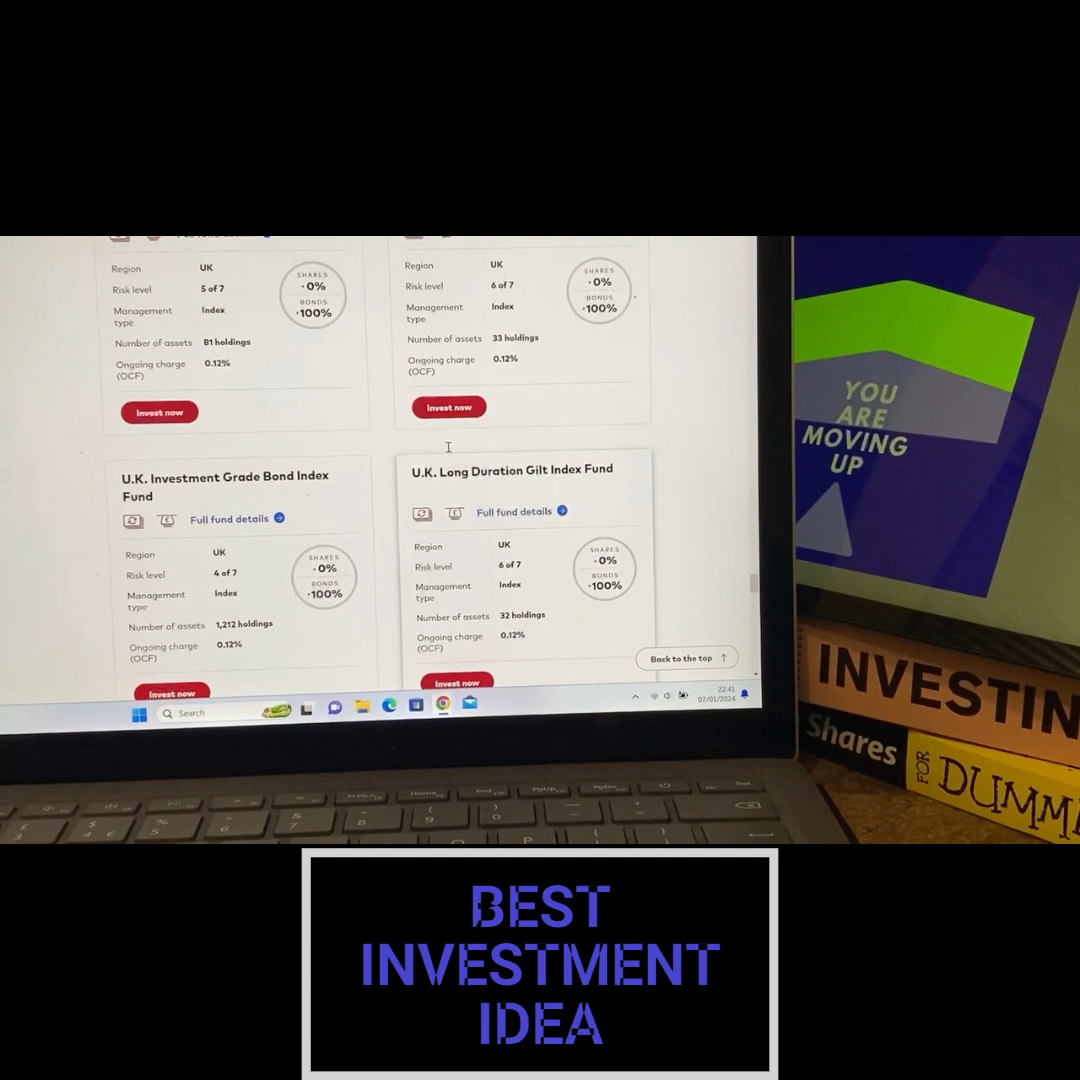 Region UK
Risk level 5 of 7
Management type Index
Number of assets 81 holdings
Ongoing charge (OCF) 0.12%
SHARES
0%
BONDS
100%
Invest now
Region UK
Risk level 6 of 7
Management type Index
Number of assets 33 holdings
Ongoing charge (OCF) 0.12%
SHARES
0%
BONDS
100%
Invest now
U.K. Investment Grade Bond Index
Fund
Full fund details
Region UK
Risk level 4 of 7
Management type Index
Number of assets 1,212 holdings
Ongoing charge (OCF) 0.12%
SHARES
0%
BONDS
100%
Invest now
U.K. Long Duration Gilt Index Fund
Full fund details
Region UK
Risk level 6 of 7
Management type Index
Number of assets 32 holdings
Ongoing charge (OCF) 0.12%
SHARES
0%
BONDS
100%
Invest now
Back to the top
Search
22:41
07/01/2024
YOU
ARE
MOVING
UP
INVESTIN
Shares
FOR
DUMMI
Home
End
PgUp
PgDn
Del
BEST
INVESTMENT
IDEA